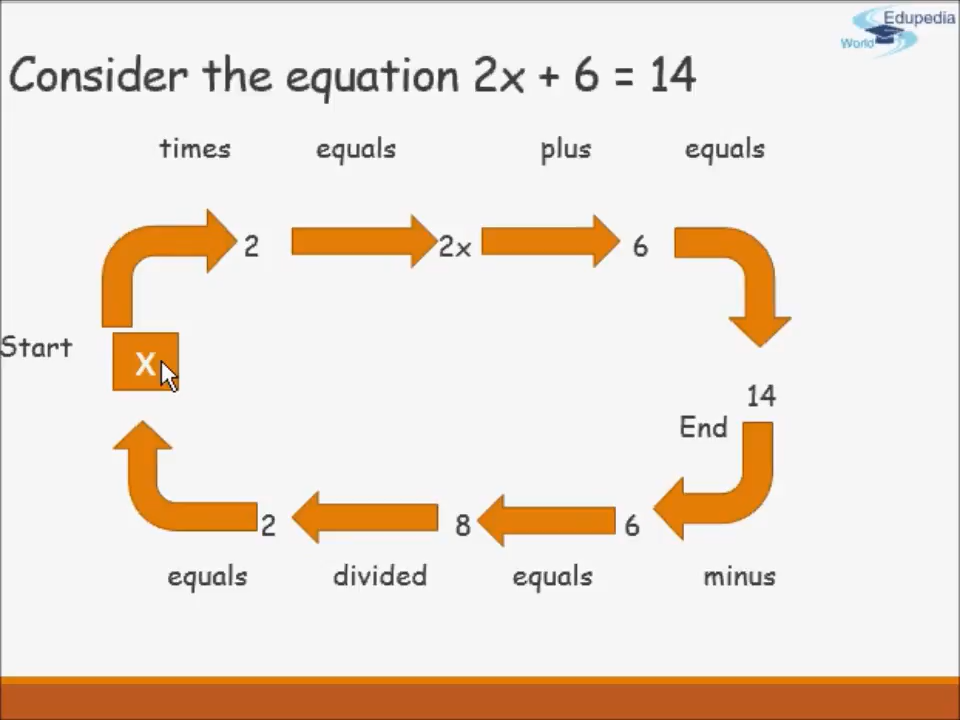 Edupedia
World
Consider the equation 2x + 6 = 14
times equals plus equals
2 2x 6
Start X
14
End
2 8 6
equals divided equals minus